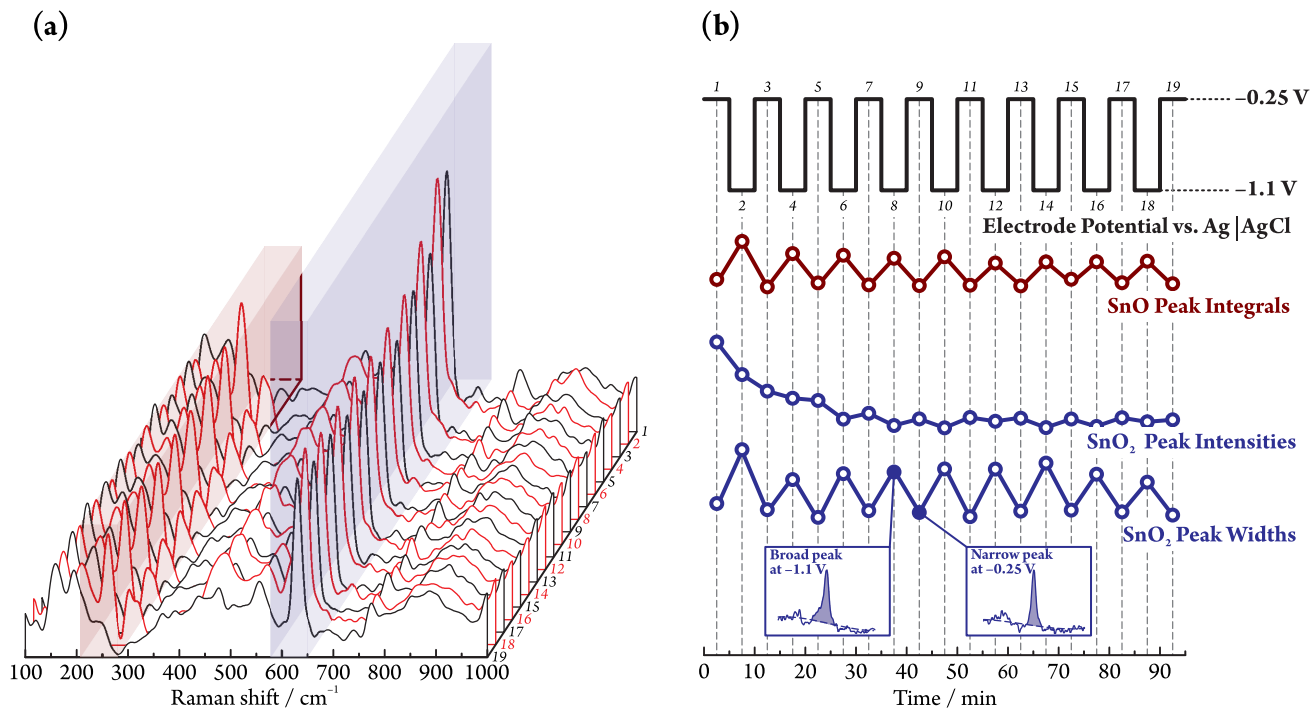 (a)
1
2
3
4
5
6
7
8
9
10
11
12
13
14
15
16
17
18
19
100 200 300 400 500 600 700 800 900 1000
Raman shift / cm⁻¹
(b)
1 3 5 7 9 11 13 15 17 19
–0.25 V
–1.1 V
2 4 6 8 10 12 14 16 18
Electrode Potential vs. Ag|AgCl
SnO Peak Integrals
SnO₂ Peak Intensities
SnO₂ Peak Widths
Broad peak
at –1.1 V
Narrow peak
at –0.25 V
0 10 20 30 40 50 60 70 80 90
Time / min